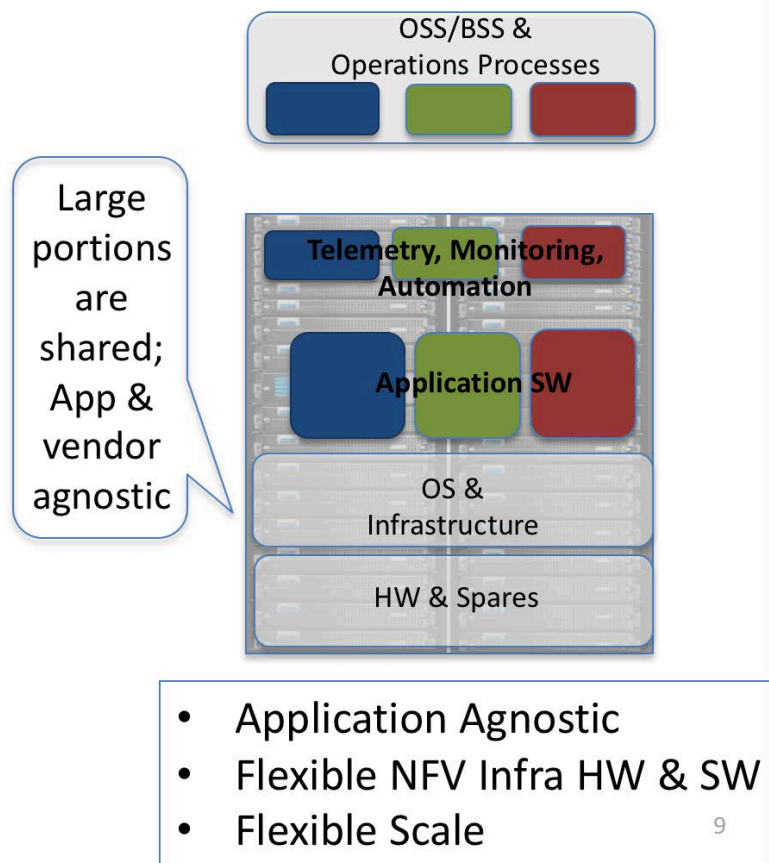 OSS/BSS &
Operations Processes
Large
portions
are
shared;
App &
vendor
agnostic
Telemetry, Monitoring,
Automation
Application SW
OS &
Infrastructure
HW & Spares
• Application Agnostic
• Flexible NFV Infra HW & SW
• Flexible Scale
9